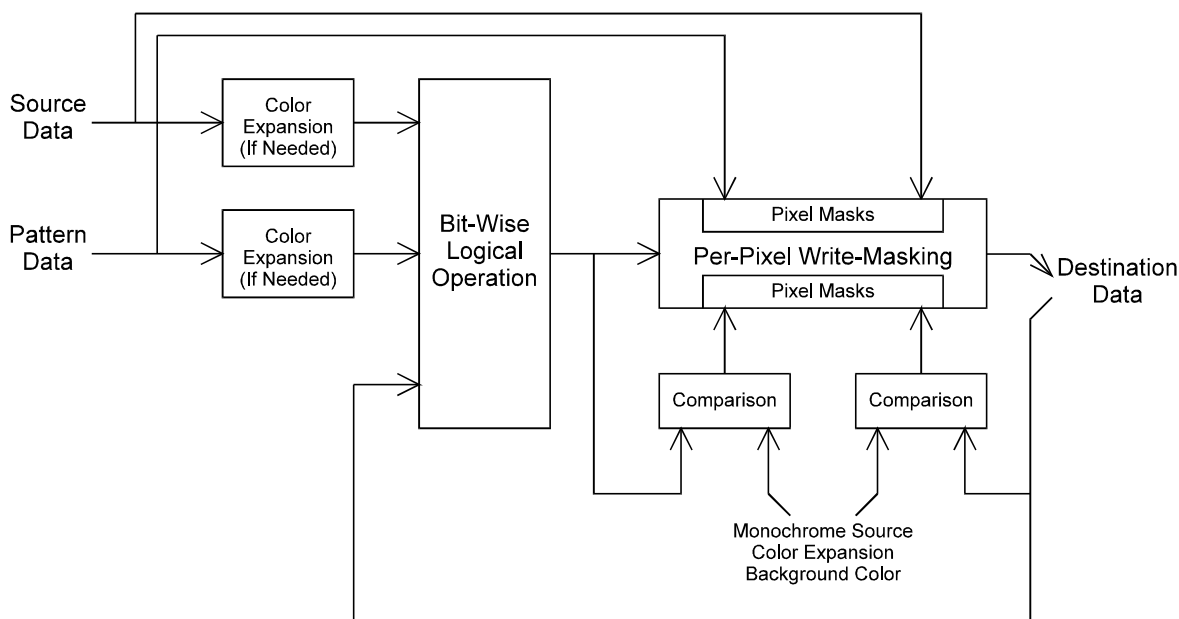 Source
Data
Color
Expansion
(If Needed)
Pattern
Data
Color
Expansion
(If Needed)
Bit-Wise
Logical
Operation
Pixel Masks
Per-Pixel Write-Masking
Pixel Masks
Destination
Data
Comparison
Comparison
Monochrome Source
Color Expansion
Background Color